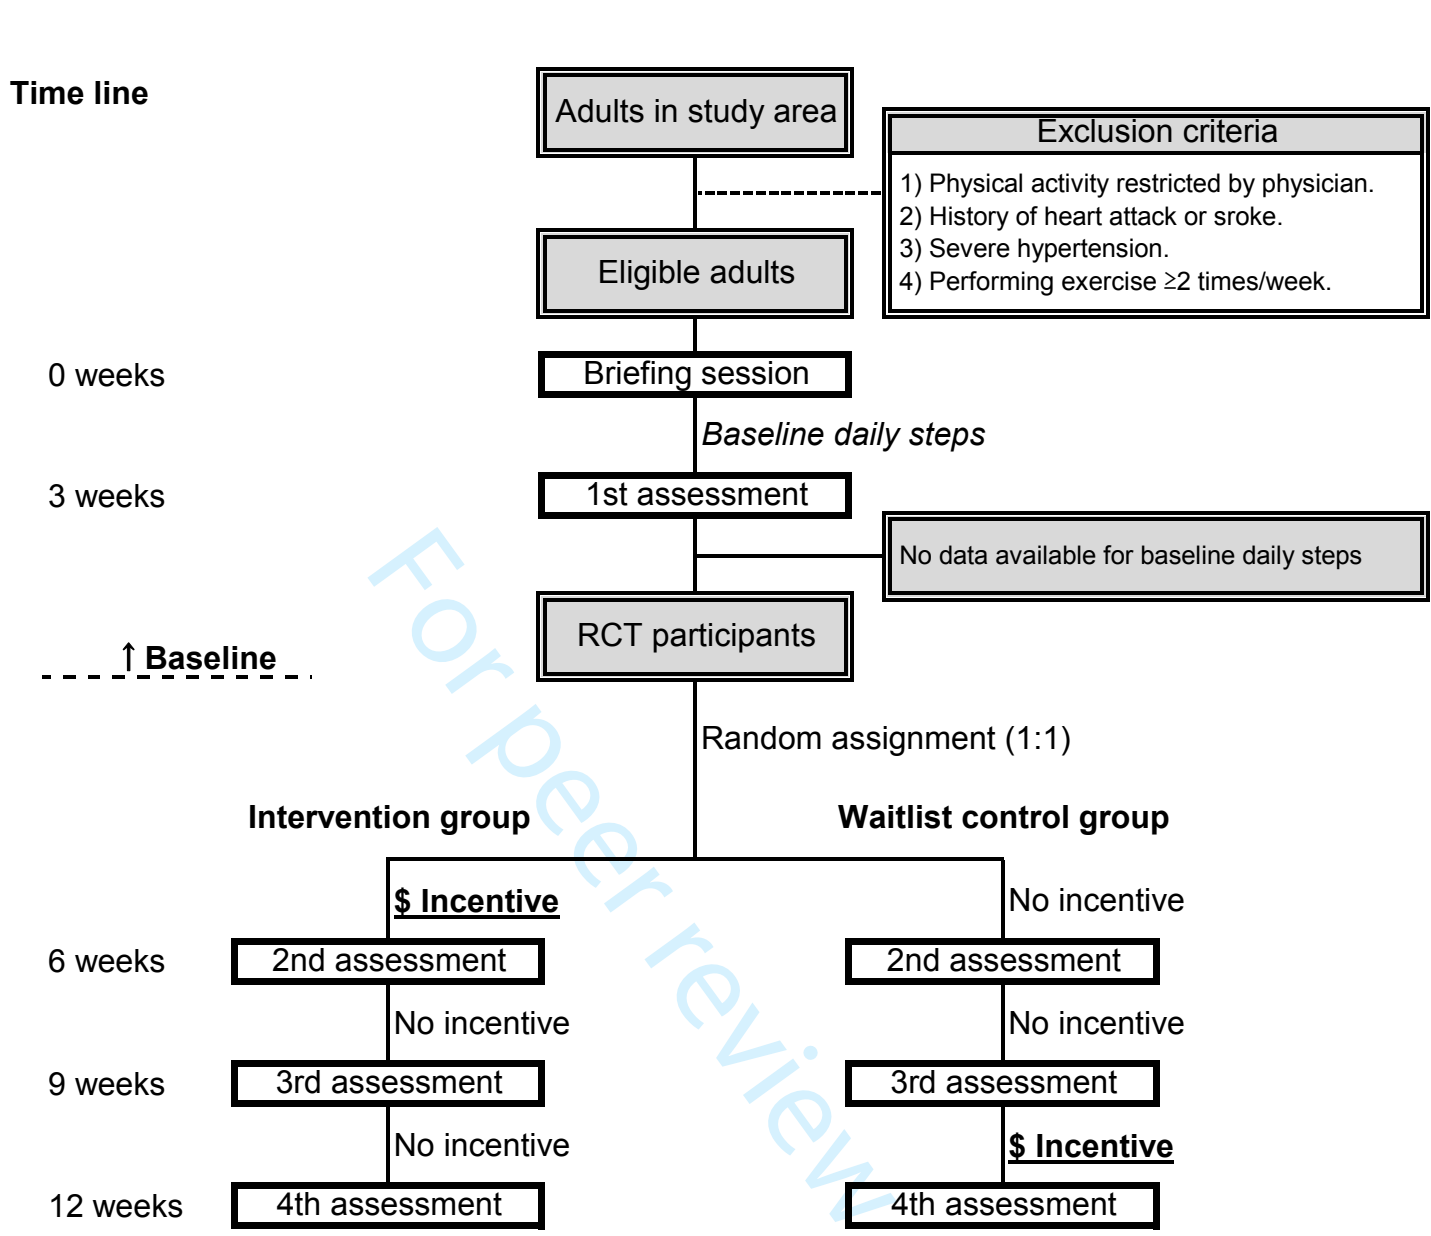 Time line
Adults in study area
Exclusion criteria
1) Physical activity restricted by physician.
2) History of heart attack or sroke.
3) Severe hypertension.
4) Performing exercise ≥2 times/week.
Eligible adults
0 weeks
Briefing session
Baseline daily steps
3 weeks
1st assessment
No data available for baseline daily steps
RCT participants
↑ Baseline
Random assignment (1:1)
Intervention group
Waitlist control group
$ Incentive
No incentive
6 weeks
2nd assessment
2nd assessment
No incentive
No incentive
9 weeks
3rd assessment
3rd assessment
No incentive
$ Incentive
12 weeks
4th assessment
4th assessment
For peer review